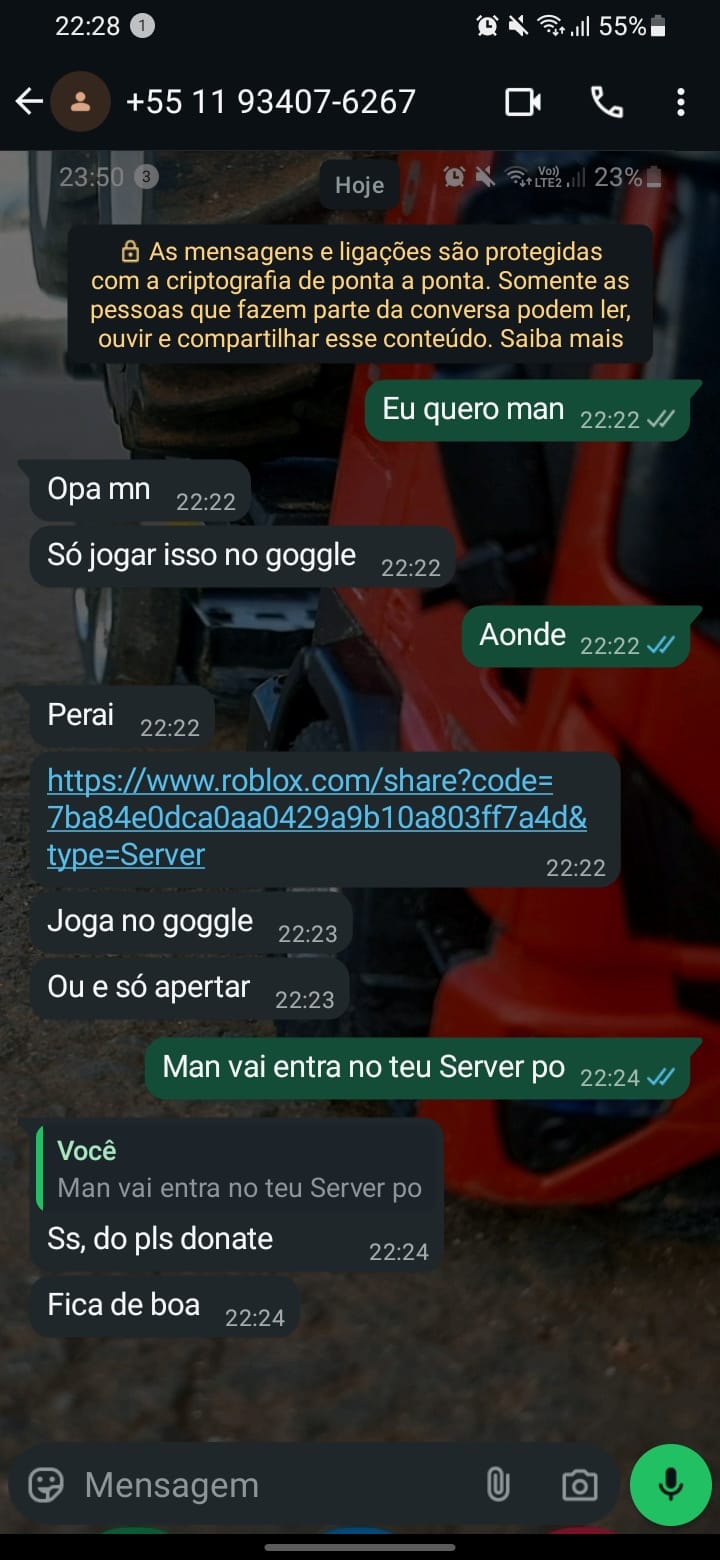 22:28 1 55%
+55 11 93407-6267
23:50 3 Vo)) LTE2 23%
Hoje
As mensagens e ligações são protegidas
com a criptografia de ponta a ponta. Somente as
pessoas que fazem parte da conversa podem ler,
ouvir e compartilhar esse conteúdo. Saiba mais
Eu quero man 22:22
Opa mn 22:22
Só jogar isso no goggle 22:22
Aonde 22:22
Perai 22:22
https://www.roblox.com/share?code=
7ba84e0dca0aa0429a9b10a803ff7a4d&
type=Server
22:22
Joga no goggle 22:23
Ou e só apertar 22:23
Man vai entra no teu Server po 22:24
Você
Man vai entra no teu Server po
Ss, do pls donate 22:24
Fica de boa 22:24
Mensagem